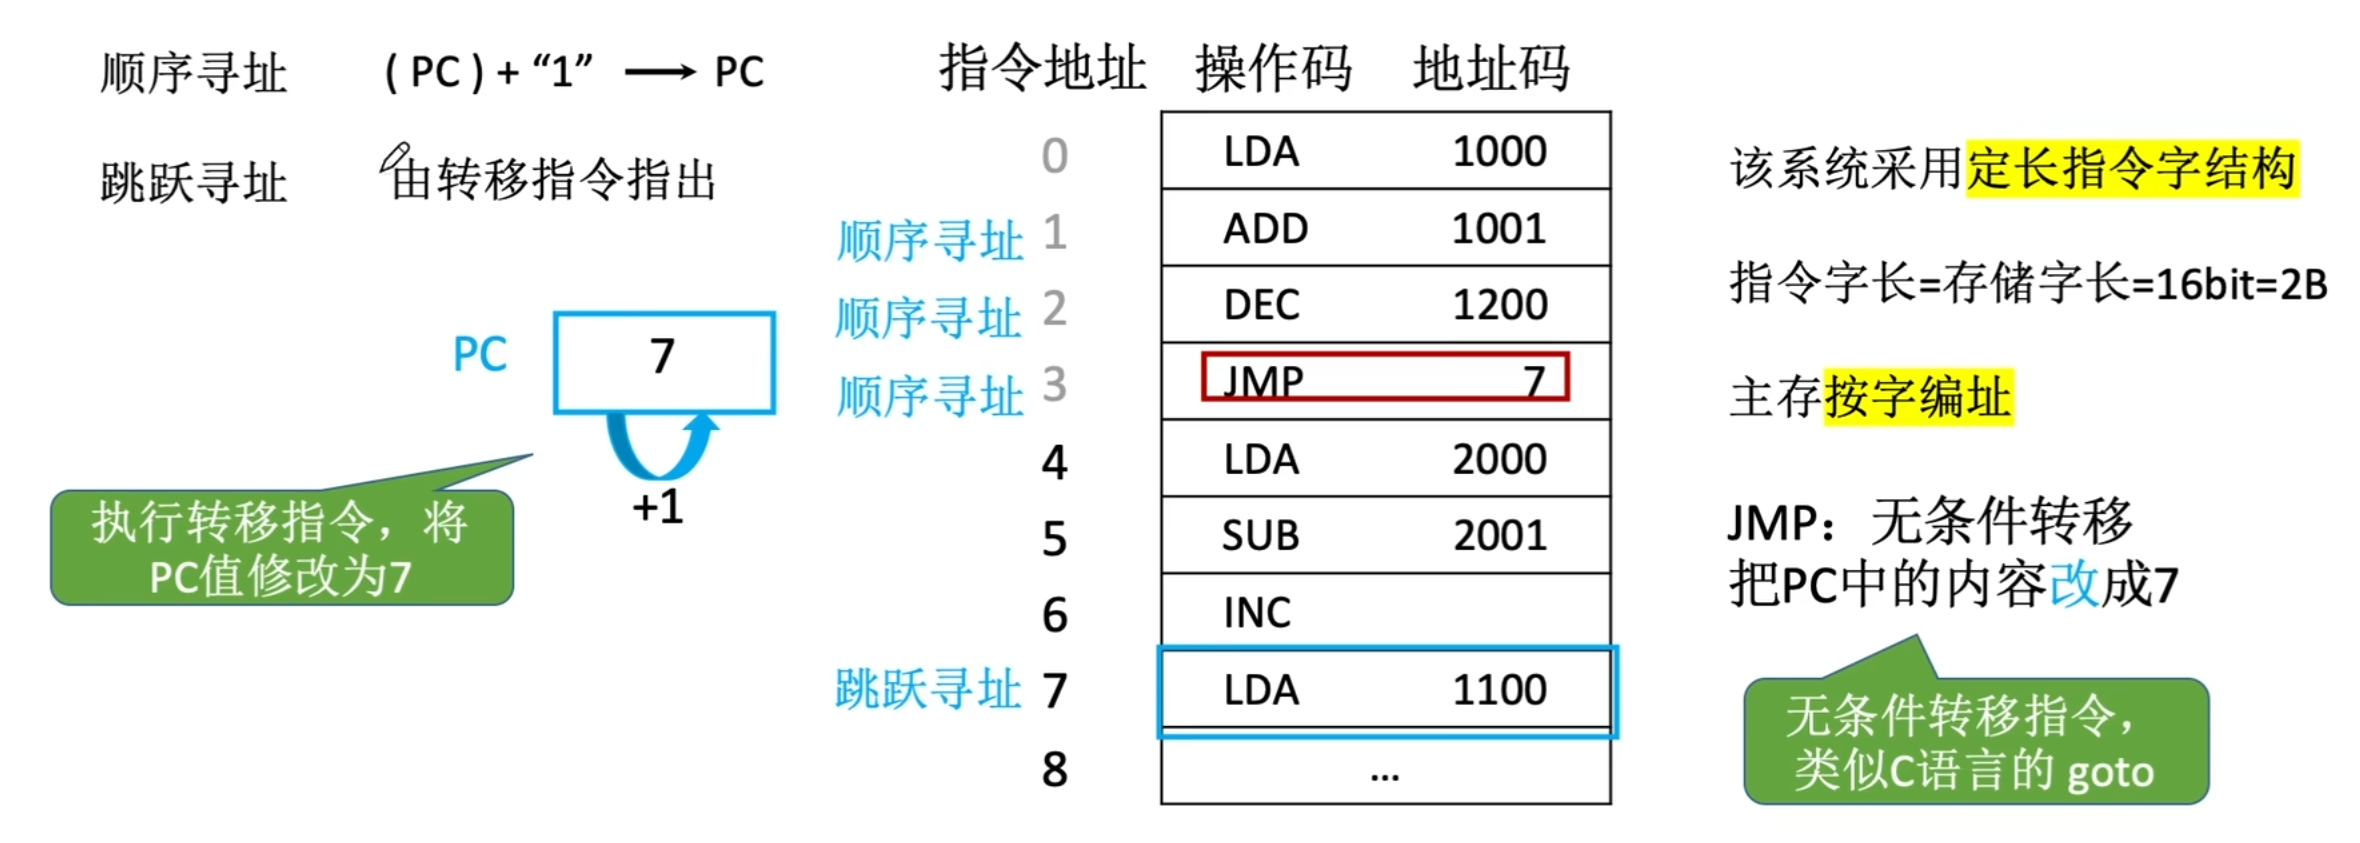 顺序寻址 ( PC ) + “1” ⟶ PC
跳跃寻址 由转移指令指出
PC 7
+1
执行转移指令，将
PC值修改为7
指令地址 操作码 地址码
0 LDA 1000
顺序寻址 1 ADD 1001
顺序寻址 2 DEC 1200
顺序寻址 3 JMP 7
4 LDA 2000
5 SUB 2001
6 INC
跳跃寻址 7 LDA 1100
8 ...
该系统采用定长指令字结构
指令字长=存储字长=16bit=2B
主存按字编址
JMP：无条件转移
把PC中的内容改成7
无条件转移指令，
类似C语言的 goto